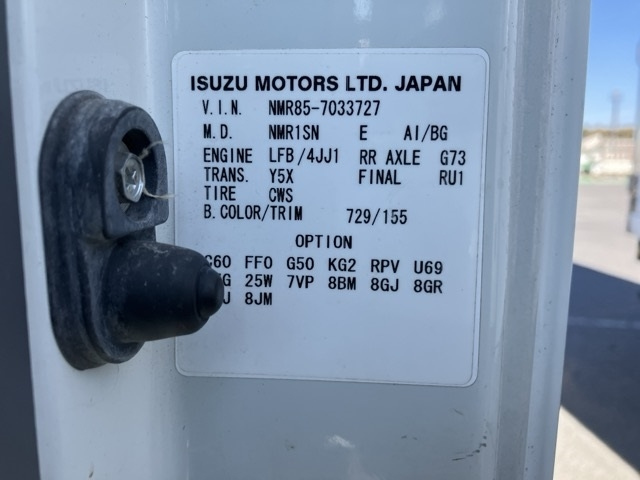 ISUZU MOTORS LTD. JAPAN
V.I.N. NMR85-7033727
M.D. NMR1SN E AI/BG
ENGINE LFB/4JJ1 RR AXLE G73
TRANS. Y5X FINAL RU1
TIRE CWS
B.COLOR/TRIM 729/155
OPTION
FF0 G50 KG2 RPV U69
25W 7VP 8BM 8GJ 8GR
8JM